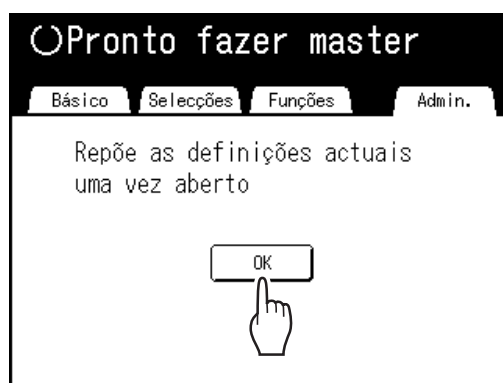 Pronto fazer master
Básico Selecções Funções Admin.
Repõe as definições actuais
uma vez aberto
OK